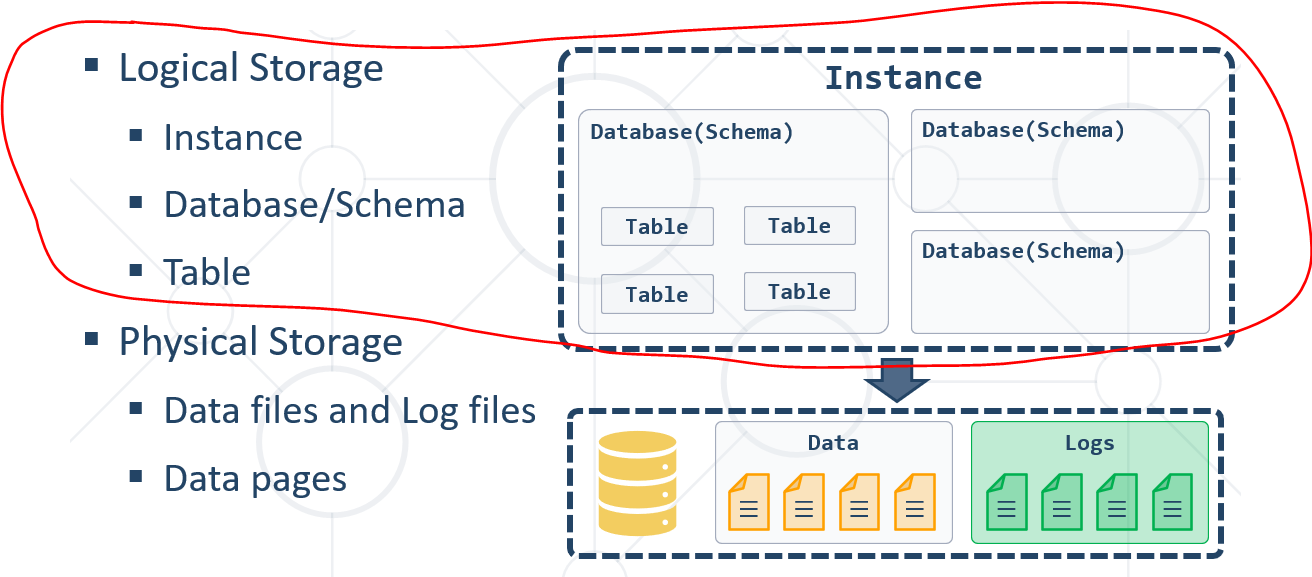 Logical Storage
Instance
Database/Schema
Table
Physical Storage
Data files and Log files
Data pages
Instance
Database(Schema)
Table
Table
Table
Table
Database(Schema)
Database(Schema)
Data
Logs